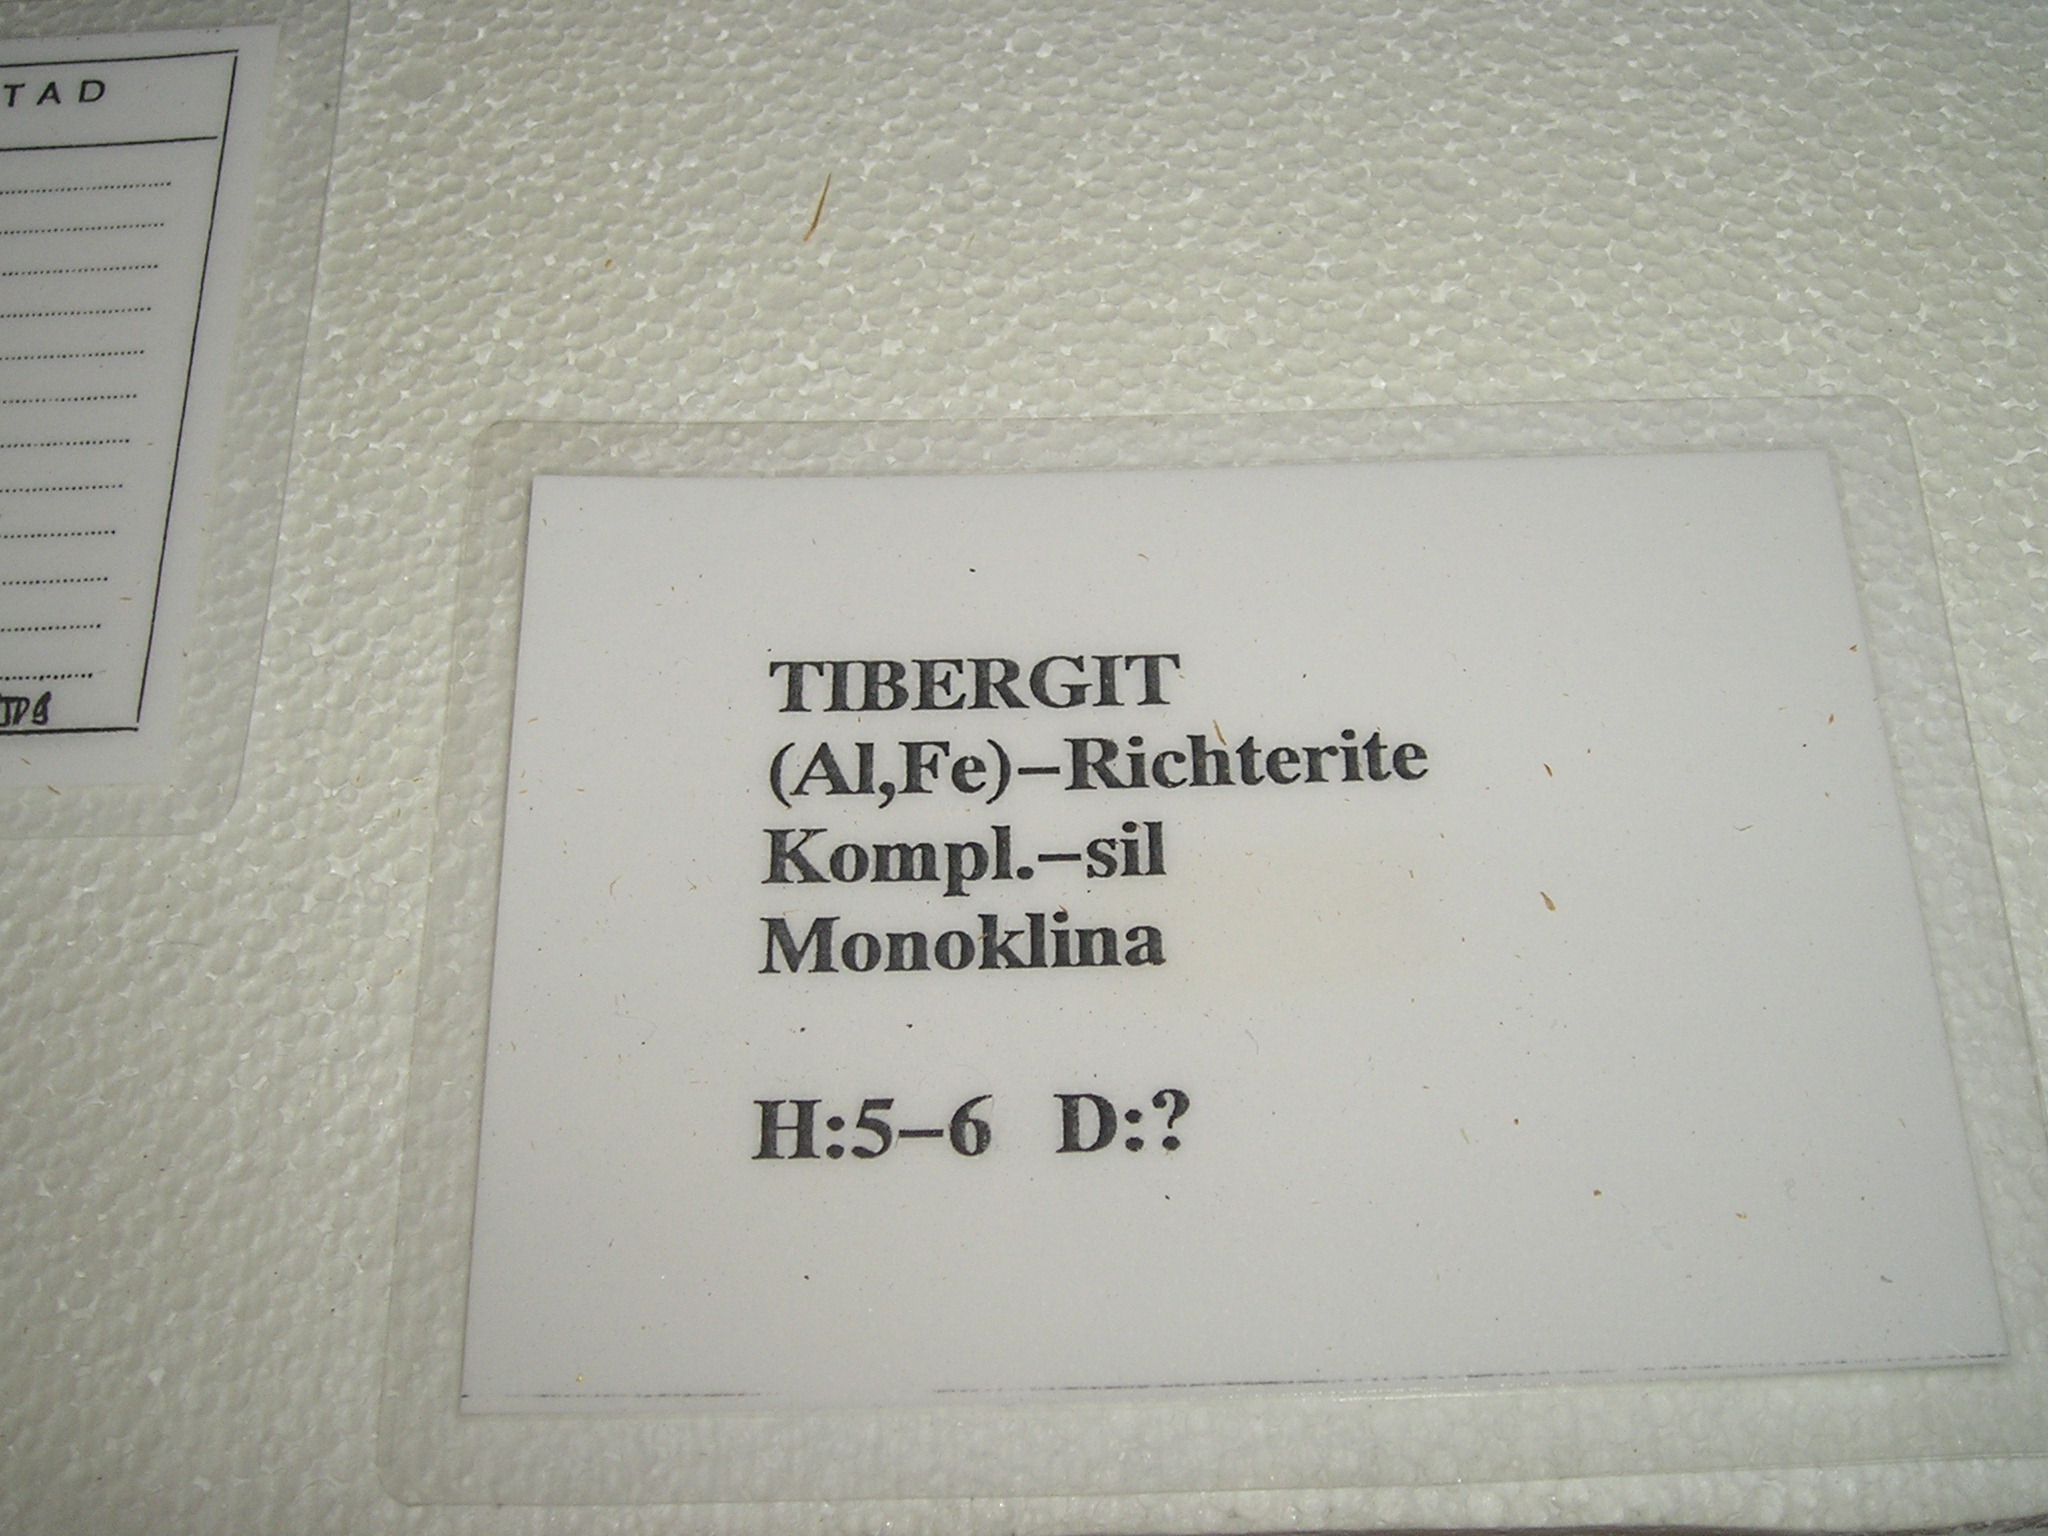 TAD
TIBERGIT
(Al,Fe)–Richterite
Kompl.–sil
Monoklina
H:5–6 D:?